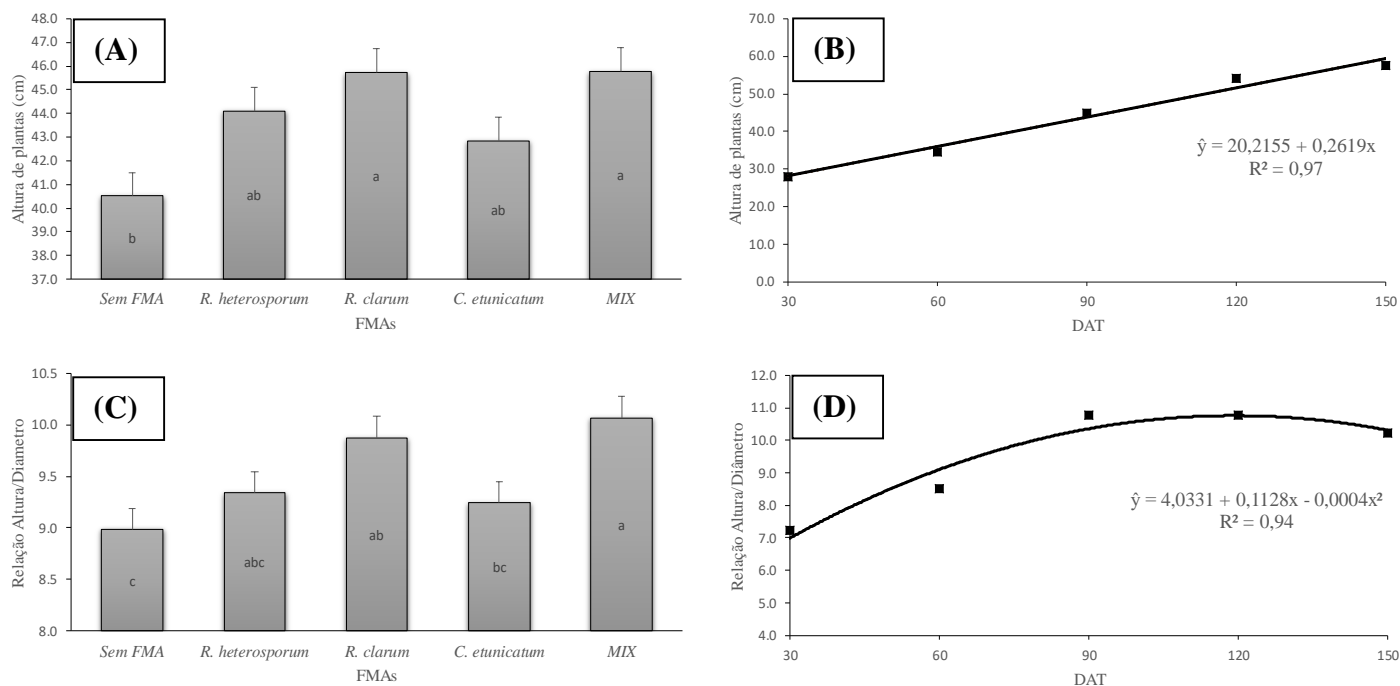 (A)
Altura de plantas (cm)
48.0
47.0
46.0
45.0
44.0
43.0
42.0
41.0
40.0
39.0
38.0
37.0
b
ab
a
ab
a
Sem FMA R. heterosporum R. clarum C. etunicatum MIX
FMAs
(B)
Altura de plantas (cm)
70.0
60.0
50.0
40.0
30.0
20.0
10.0
0.0
ŷ = 20,2155 + 0,2619x
R² = 0,97
30 60 90 120 150
DAT
(C)
Relação Altura/Diametro
10.5
10.0
9.5
9.0
8.5
8.0
c
abc
ab
bc
a
Sem FMA R. heterosporum R. clarum C. etunicatum MIX
FMAs
(D)
Relação Altura/Diâmetro
12.0
11.0
10.0
9.0
8.0
7.0
6.0
5.0
4.0
ŷ = 4,0331 + 0,1128x - 0,0004x²
R² = 0,94
30 60 90 120 150
DAT